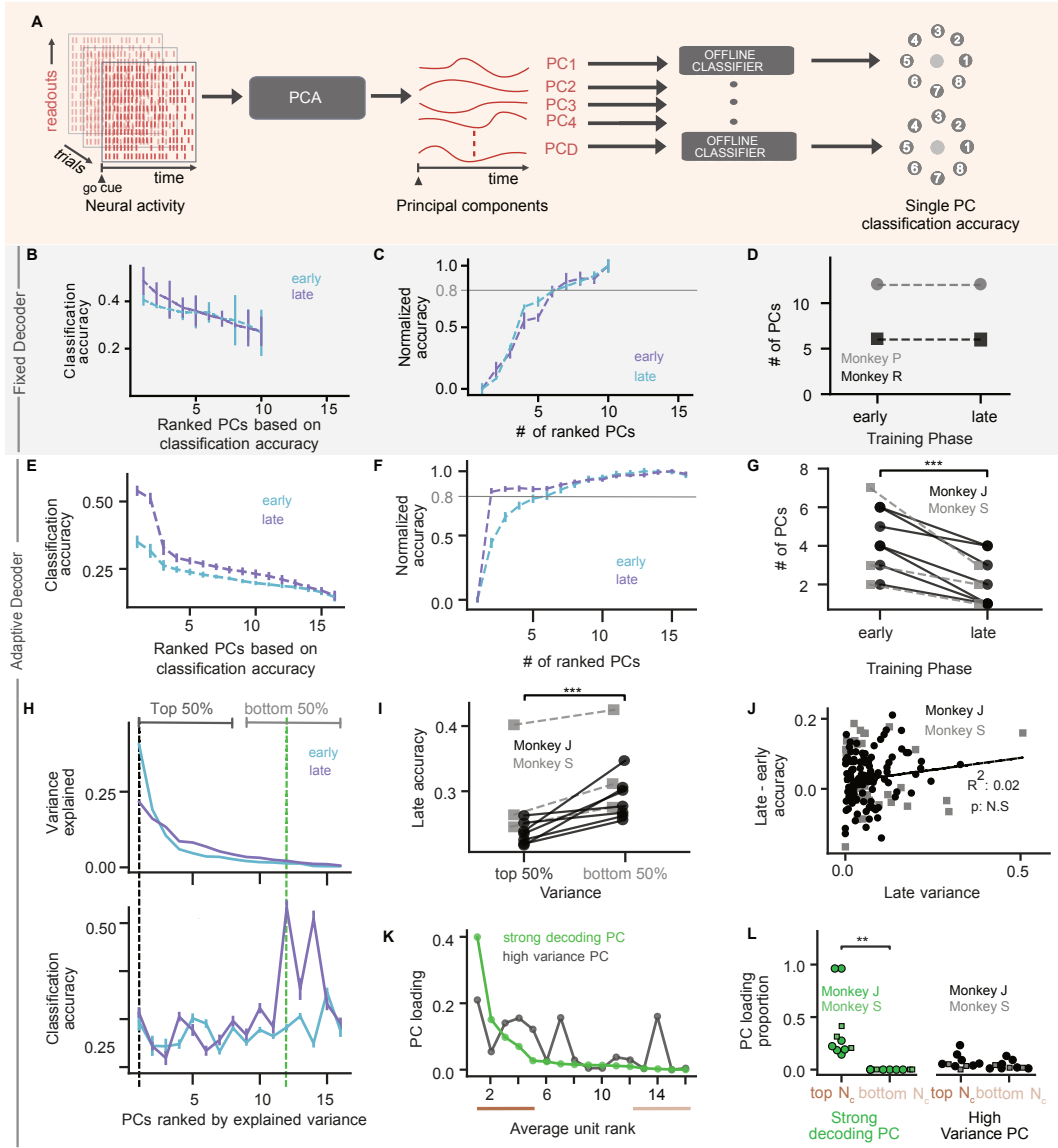 A
readouts
trials
go cue
time
Neural activity
PCA
PC1
PC2
PC3
PC4
PCD
time
Principal components
OFFLINE
CLASSIFIER
OFFLINE
CLASSIFIER
1
2
3
4
5
6
7
8
1
2
3
4
5
6
7
8
Single PC
classification accuracy
Fixed Decoder
B
Classification
accuracy
0.4
0.2
early
late
5
10
15
Ranked PCs based on
classification accuracy
C
Normalized
accuracy
1.0
0.8
0.5
0.0
early
late
5
10
15
# of ranked PCs
D
# of PCs
10
5
0
Monkey P
Monkey R
early
late
Training Phase
Adaptive Decoder
E
Classification
accuracy
0.50
0.25
early
late
5
10
15
Ranked PCs based on
classification accuracy
F
Normalized
accuracy
1.0
0.8
0.5
0.0
early
late
5
10
15
# of ranked PCs
G
# of PCs
8
6
4
2
***
Monkey J
Monkey S
early
late
Training Phase
H
Top 50%
bottom 50%
early
late
Variance
explained
0.25
0.00
Classification
accuracy
0.50
0.25
5
10
15
PCs ranked by explained variance
I
***
Late accuracy
0.4
0.3
Monkey J
Monkey S
top 50%
bottom 50%
Variance
J
Late - early
accuracy
0.2
0.0
Monkey J
Monkey S
R2: 0.02
p: N.S
0.0
0.5
Late variance
K
PC loading
0.4
0.2
0.0
strong decoding PC
high variance PC
2
6
10
14
Average unit rank
L
**
PC loading
proportion
1.0
0.5
0.0
Monkey J
Monkey S
Monkey J
Monkey S
top Nc
bottom Nc
top Nc
bottom Nc
Strong
decoding PC
High
Variance PC